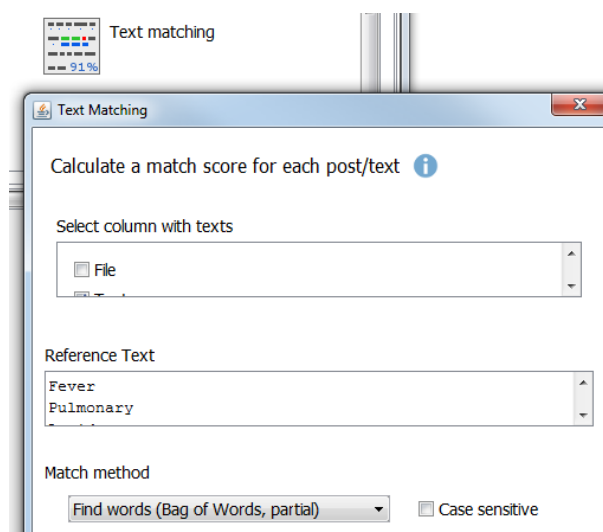 Text matching
91%
Text Matching
Calculate a match score for each post/text
Select column with texts
File
Reference Text
Fever
Pulmonary
Match method
Find words (Bag of Words, partial) Case sensitive